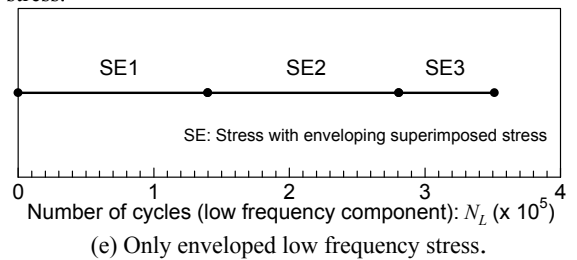 stress.
SE1 SE2 SE3
SE: Stress with enveloping superimposed stress
0 1 2 3 4
Number of cycles (low frequency component): N_L (x 10^5)
(e) Only enveloped low frequency stress.